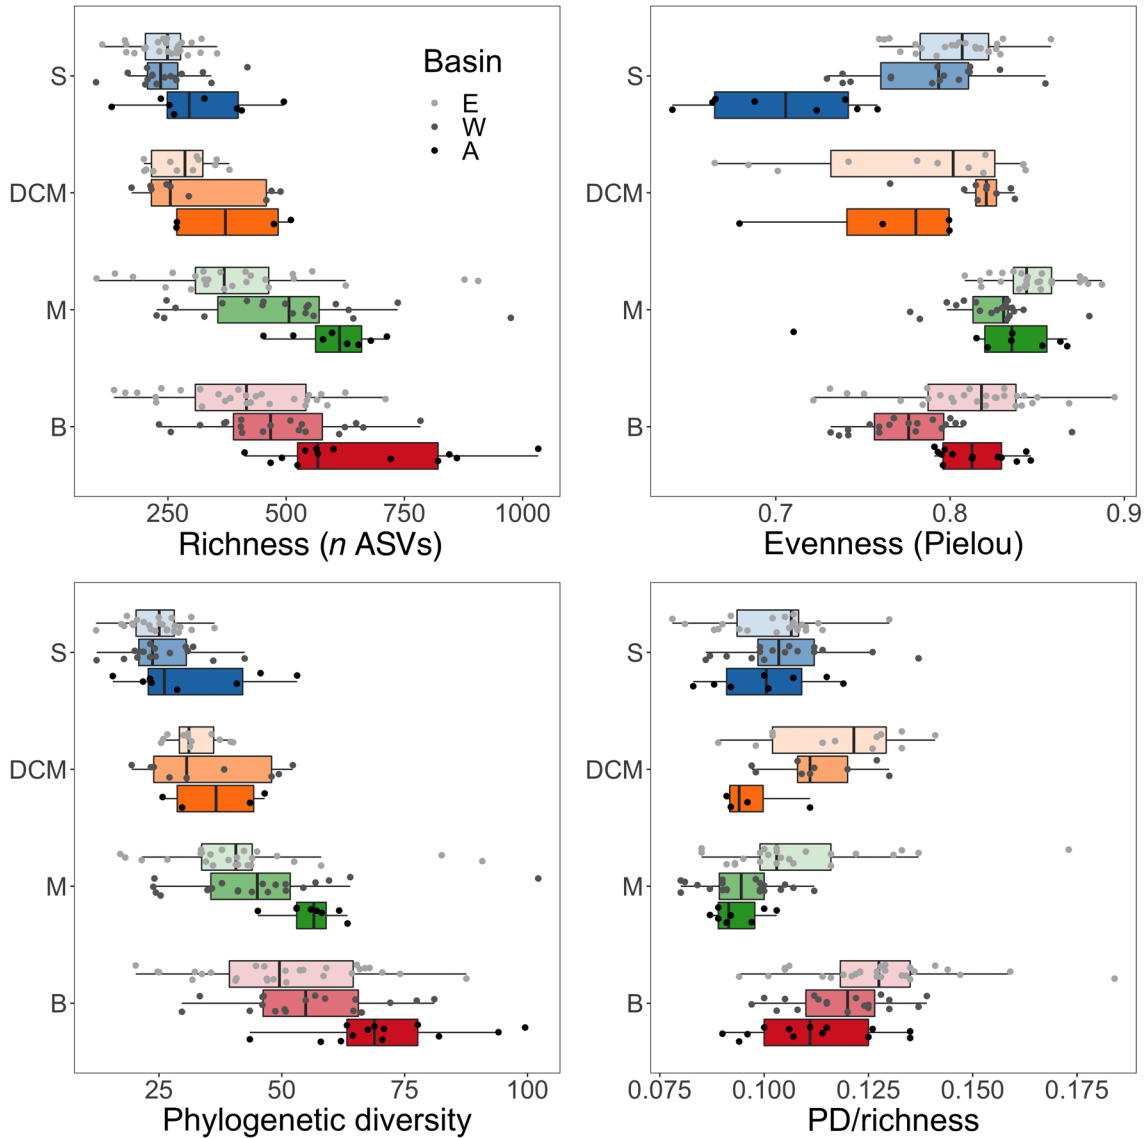 Basin
E
W
A
S
DCM
M
B
250 500 750 1000
Richness (n ASVs)
S
DCM
M
B
0.7 0.8 0.9
Evenness (Pielou)
S
DCM
M
B
25 50 75 100
Phylogenetic diversity
S
DCM
M
B
0.075 0.100 0.125 0.150 0.175
PD/richness